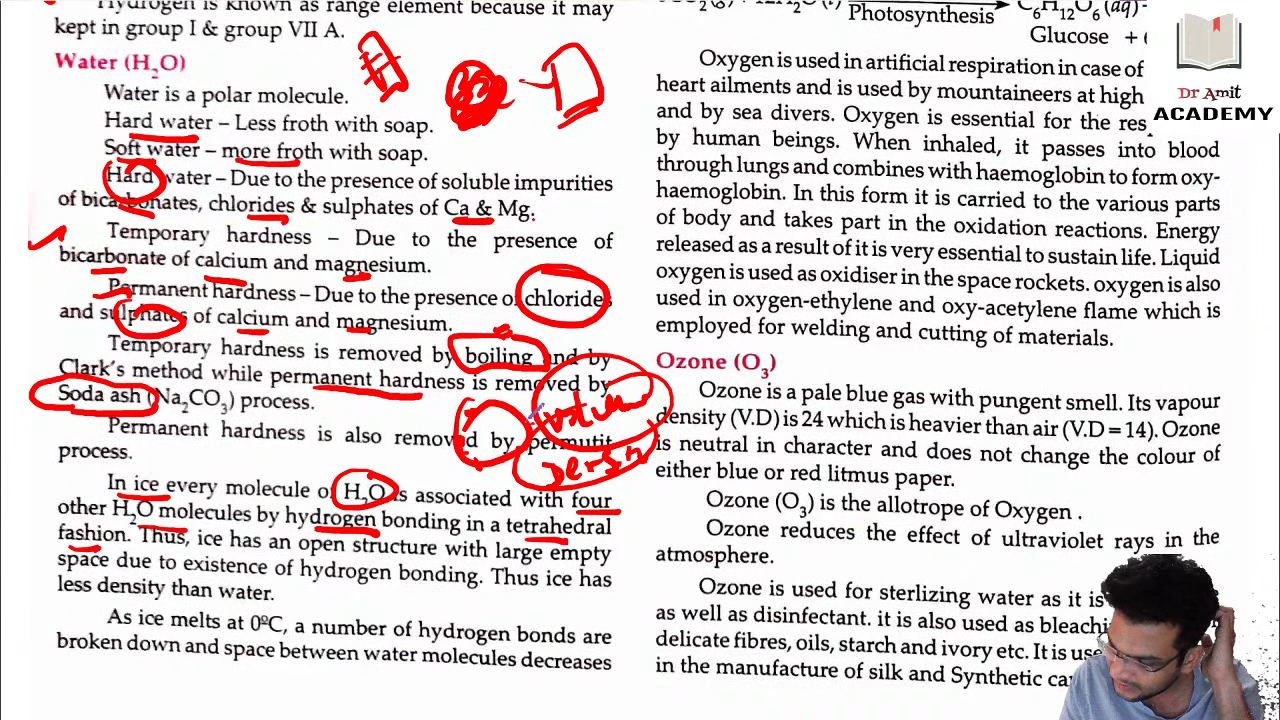 Hydrogen is known as range element because it may
kept in group I & group VII A.
Water (H₂O)
Water is a polar molecule.
Hard water – Less froth with soap.
Soft water – more froth with soap.
Hard water – Due to the presence of soluble impurities
of bicarbonates, chlorides & sulphates of Ca & Mg.
Temporary hardness – Due to the presence of
bicarbonate of calcium and magnesium.
Permanent hardness – Due to the presence of chlorides
and sulphates of calcium and magnesium.
Temporary hardness is removed by boiling and by
Clark's method while permanent hardness is removed by
Soda ash (Na₂CO₃) process.
Permanent hardness is also removed by permutit
process.
In ice every molecule of H₂O is associated with four
other H₂O molecules by hydrogen bonding in a tetrahedral
fashion. Thus, ice has an open structure with large empty
space due to existence of hydrogen bonding. Thus ice has
less density than water.
As ice melts at 0ºC, a number of hydrogen bonds are
broken down and space between water molecules decreases
Photosynthesis
C₆H₁₂O₆(aq)
Glucose + 6
Oxygen is used in artificial respiration in case of
heart ailments and is used by mountaineers at high
and by sea divers. Oxygen is essential for the res
by human beings. When inhaled, it passes into blood
through lungs and combines with haemoglobin to form oxy-
haemoglobin. In this form it is carried to the various parts
of body and takes part in the oxidation reactions. Energy
released as a result of it is very essential to sustain life. Liquid
oxygen is used as oxidiser in the space rockets. oxygen is also
used in oxygen-ethylene and oxy-acetylene flame which is
employed for welding and cutting of materials.
Ozone (O₃)
Ozone is a pale blue gas with pungent smell. Its vapour
density (V.D) is 24 which is heavier than air (V.D = 14). Ozone
is neutral in character and does not change the colour of
either blue or red litmus paper.
Ozone (O₃) is the allotrope of Oxygen .
Ozone reduces the effect of ultraviolet rays in the
atmosphere.
Ozone is used for sterlizing water as it is
as well as disinfectant. it is also used as bleachi
delicate fibres, oils, starch and ivory etc. It is use
in the manufacture of silk and Synthetic ca
Dr Amit
ACADEMY